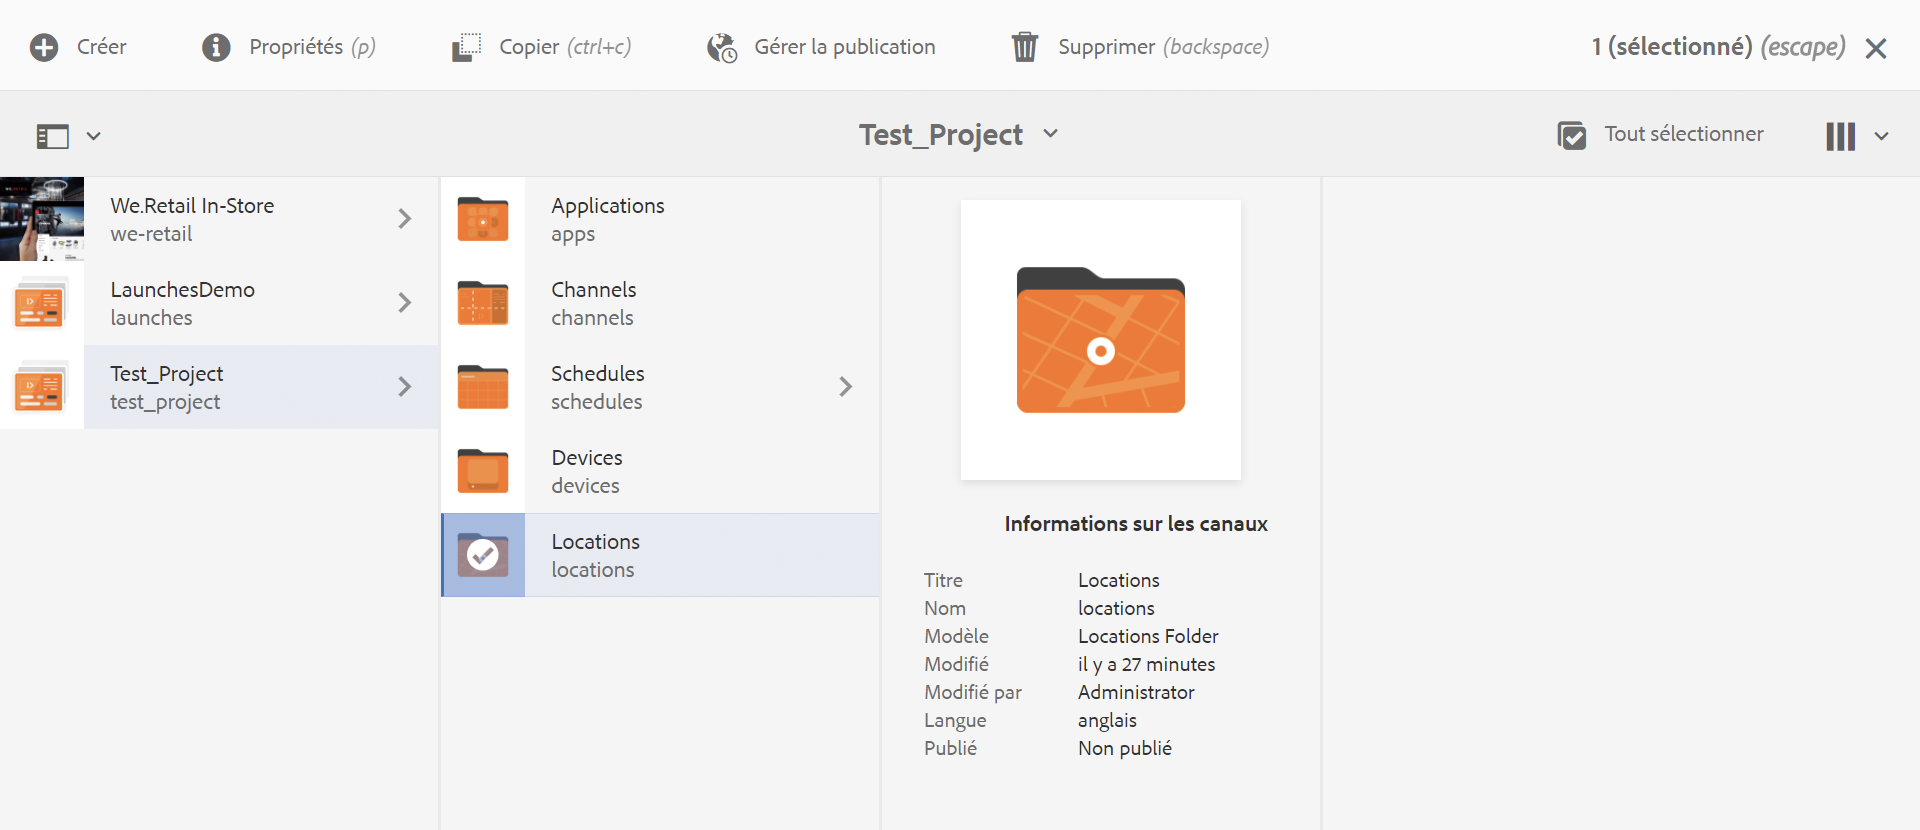 Créer
Propriétés (p)
Copier (ctrl+c)
Gérer la publication
Supprimer (backspace)
1 (sélectionné) (escape)
Test_Project
Tout sélectionner
We.Retail In-Store
we-retail
LaunchesDemo
launches
Test_Project
test_project
Applications
apps
Channels
channels
Schedules
schedules
Devices
devices
Locations
locations
Informations sur les canaux
Titre Locations
Nom locations
Modèle Locations Folder
Modifié il y a 27 minutes
Modifié par Administrator
Langue anglais
Publié Non publié